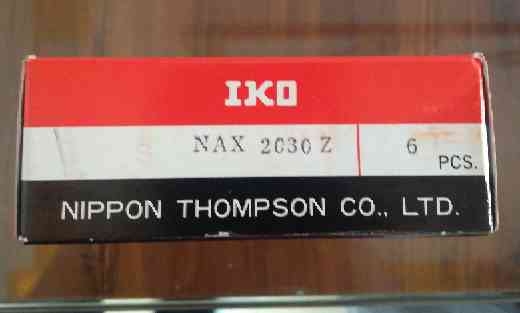 IKO
NAX 2030 Z 6 PCS.
NIPPON THOMPSON CO., LTD.